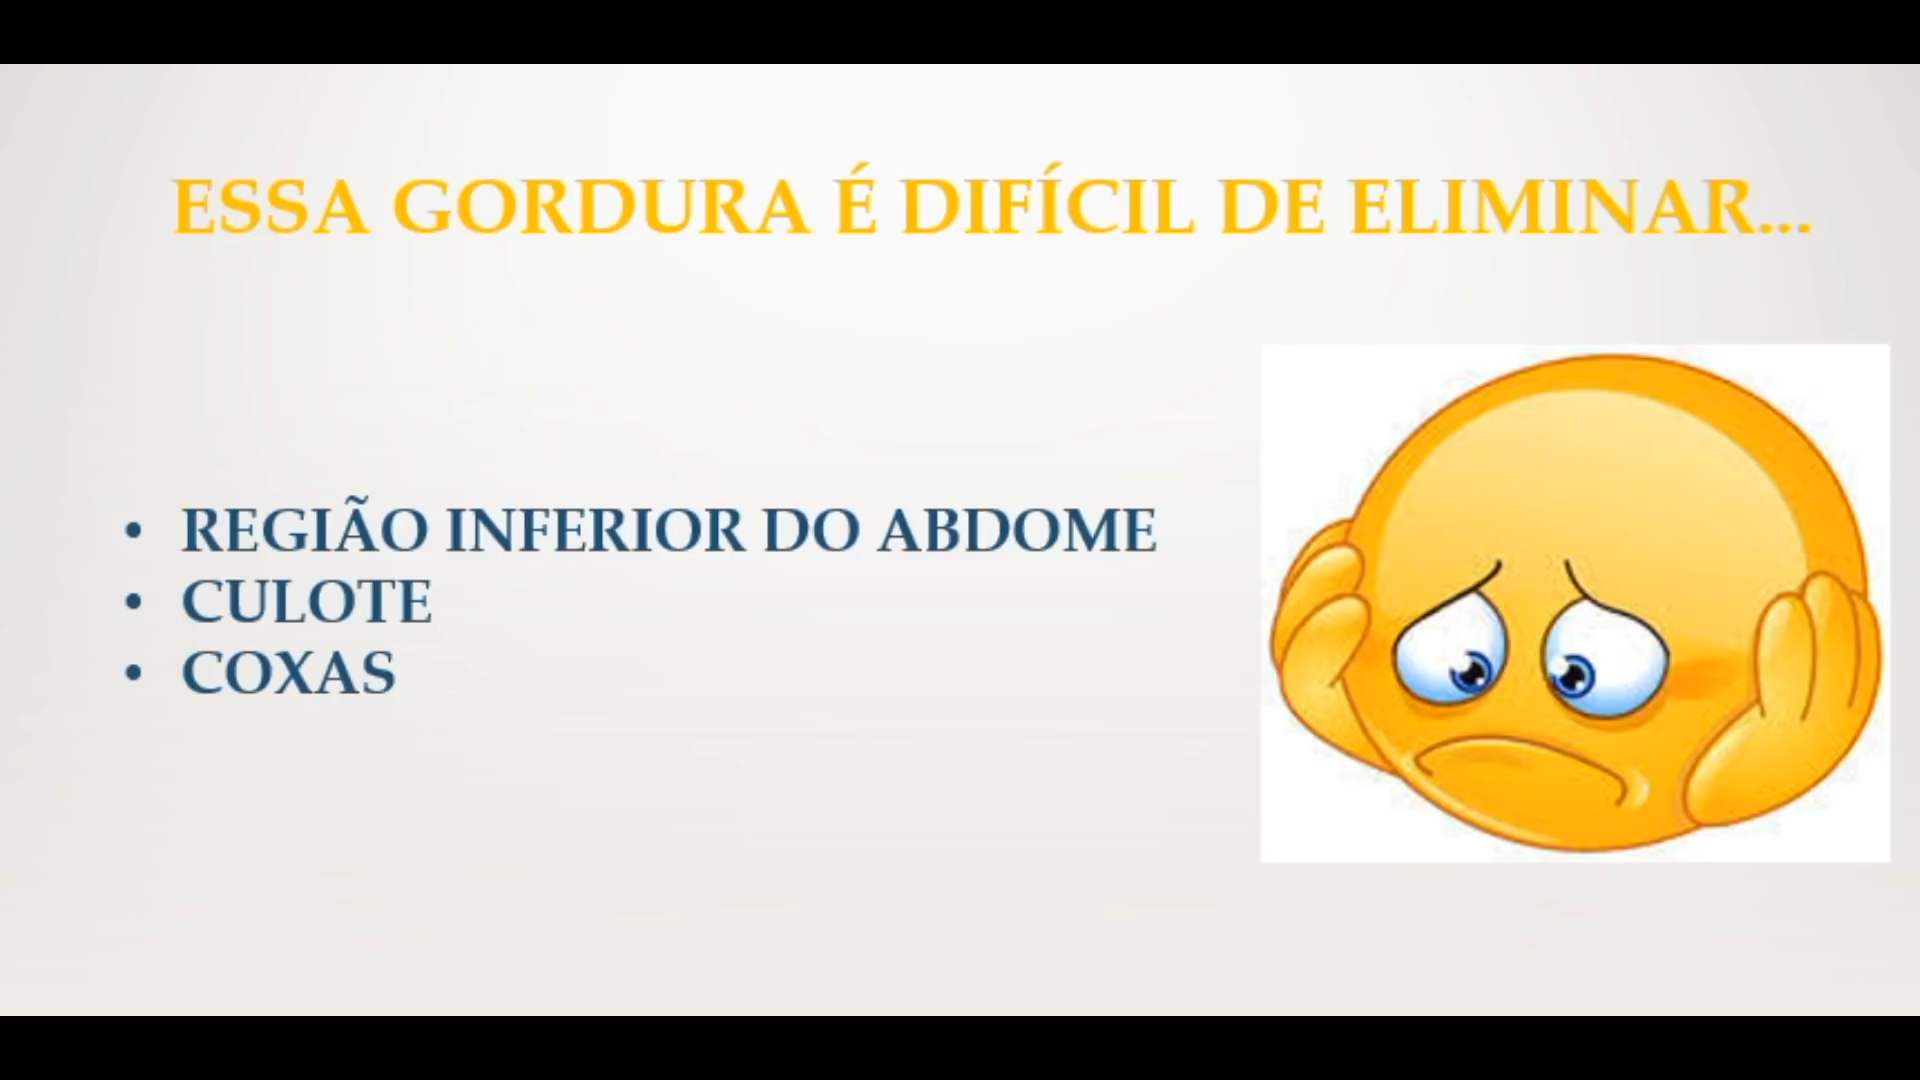 ESSA GORDURA É DIFÍCIL DE ELIMINAR...
• REGIÃO INFERIOR DO ABDOME
• CULOTE
• COXAS